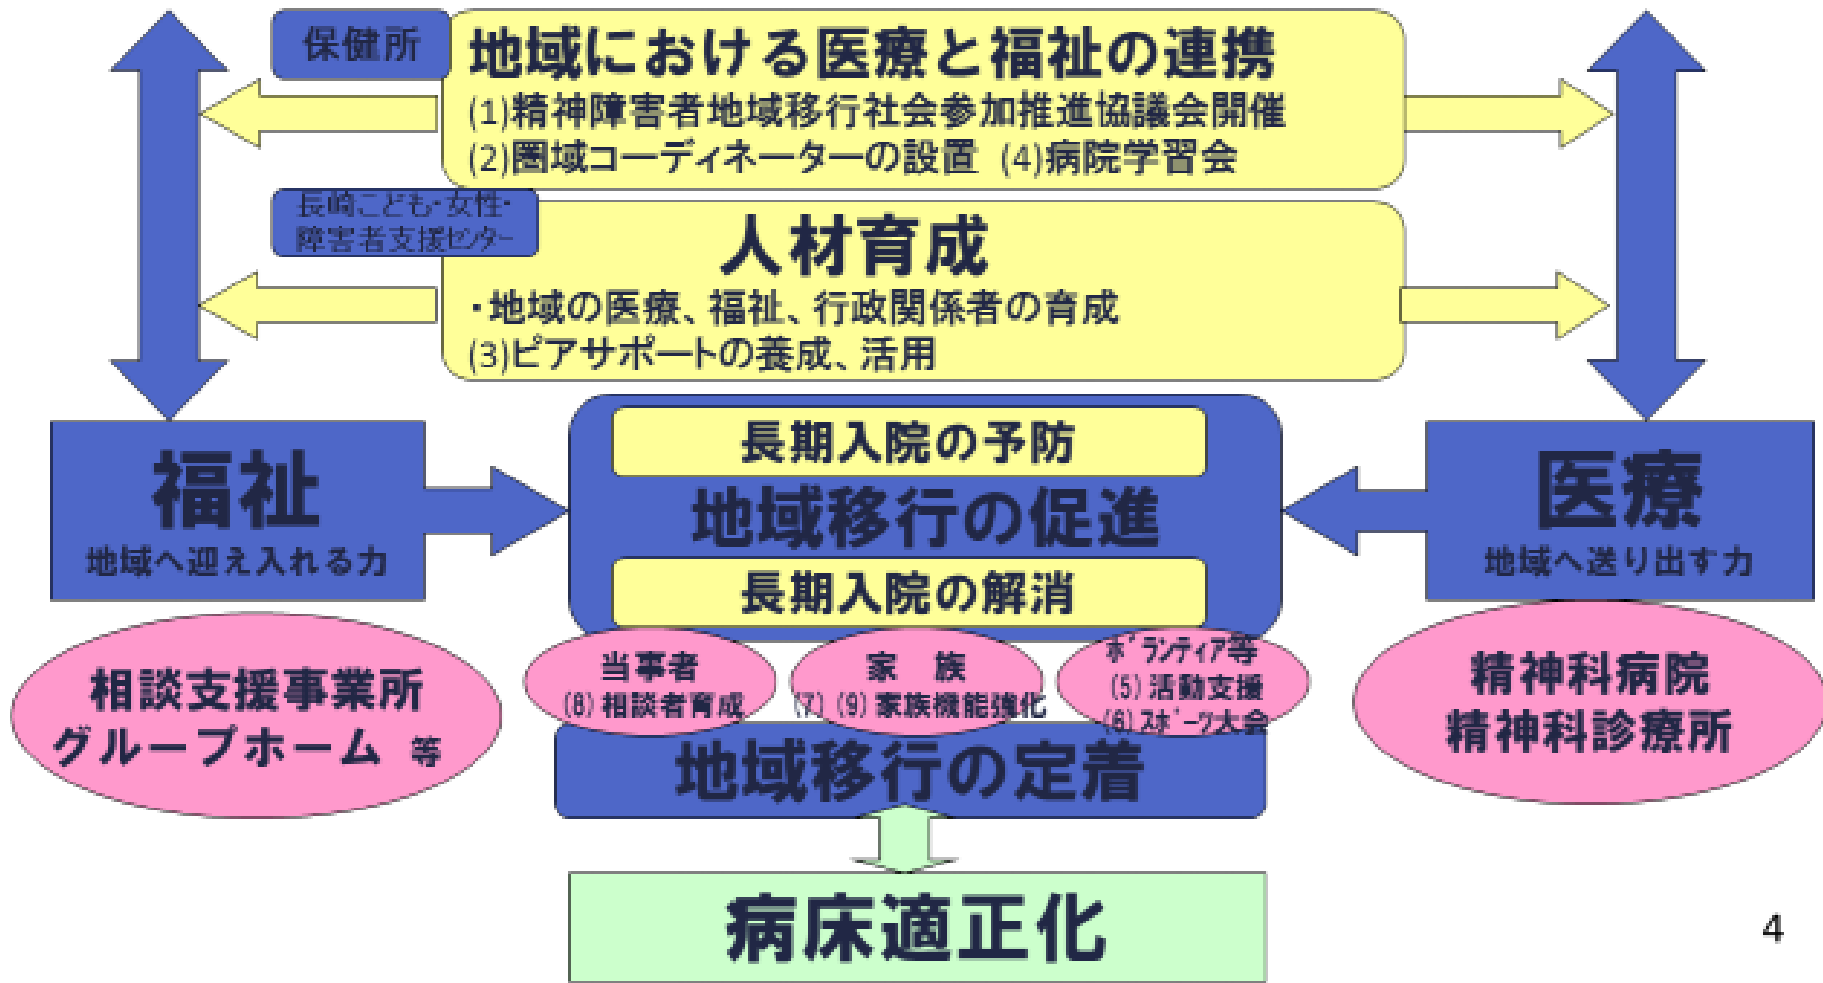 保健所
地域における医療と福祉の連携
(1)精神障害者地域移行社会参加推進協議会開催
(2)圏域コーディネーターの設置 (4)病院学習会
長崎こども・女性・
障害者支援ｾﾝﾀｰ
人材育成
・地域の医療、福祉、行政関係者の育成
(3)ピアサポートの養成、活用
福祉
地域へ迎え入れる力
長期入院の予防
地域移行の促進
長期入院の解消
医療
地域へ送り出す力
相談支援事業所
グループホーム 等
当事者
(8) 相談者育成
家　族
(7) (9) 家族機能強化
ﾎﾞﾗﾝﾃｨｱ等
(5) 活動支援
(6) ｽﾎﾟｰﾂ大会
精神科病院
精神科診療所
地域移行の定着
病床適正化
4